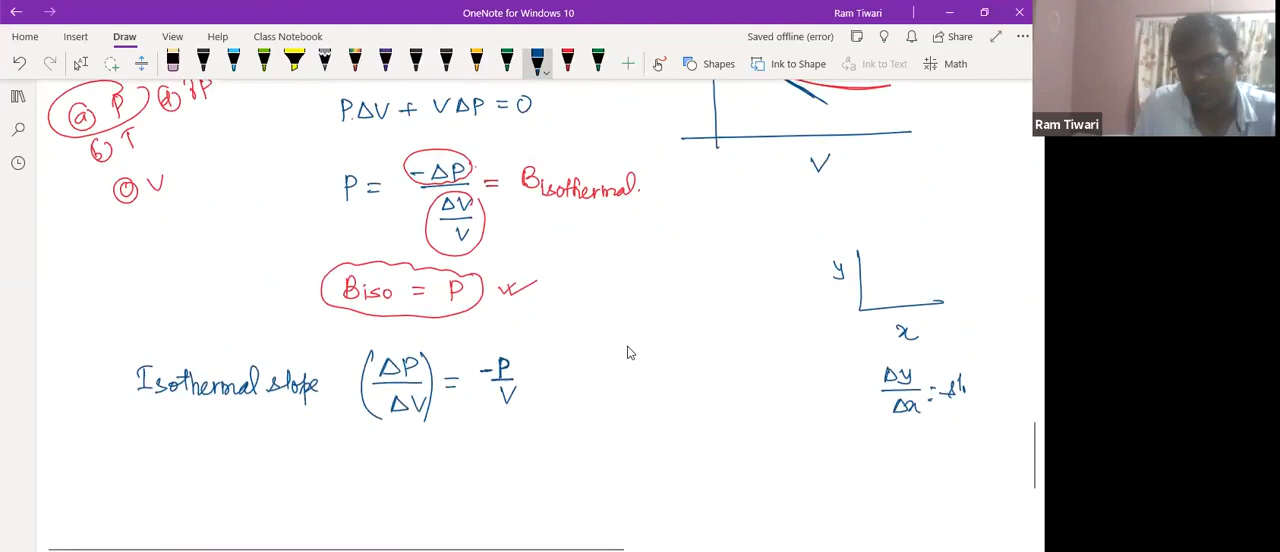 OneNote for Windows 10
Ram Tiwari
Home Insert Draw View Help Class Notebook
Saved offline (error) Share
Shapes Ink to Shape Ink to Text Math
Ram Tiwari
(a) P (d) γP
(b) T
(c) V
P.ΔV + VΔP = 0
V
P = -ΔP / (ΔV/V) = Bisothermal.
y
Biso = P
x
Isothermal slope (ΔP/ΔV) = -P/V
Δy/Δx =